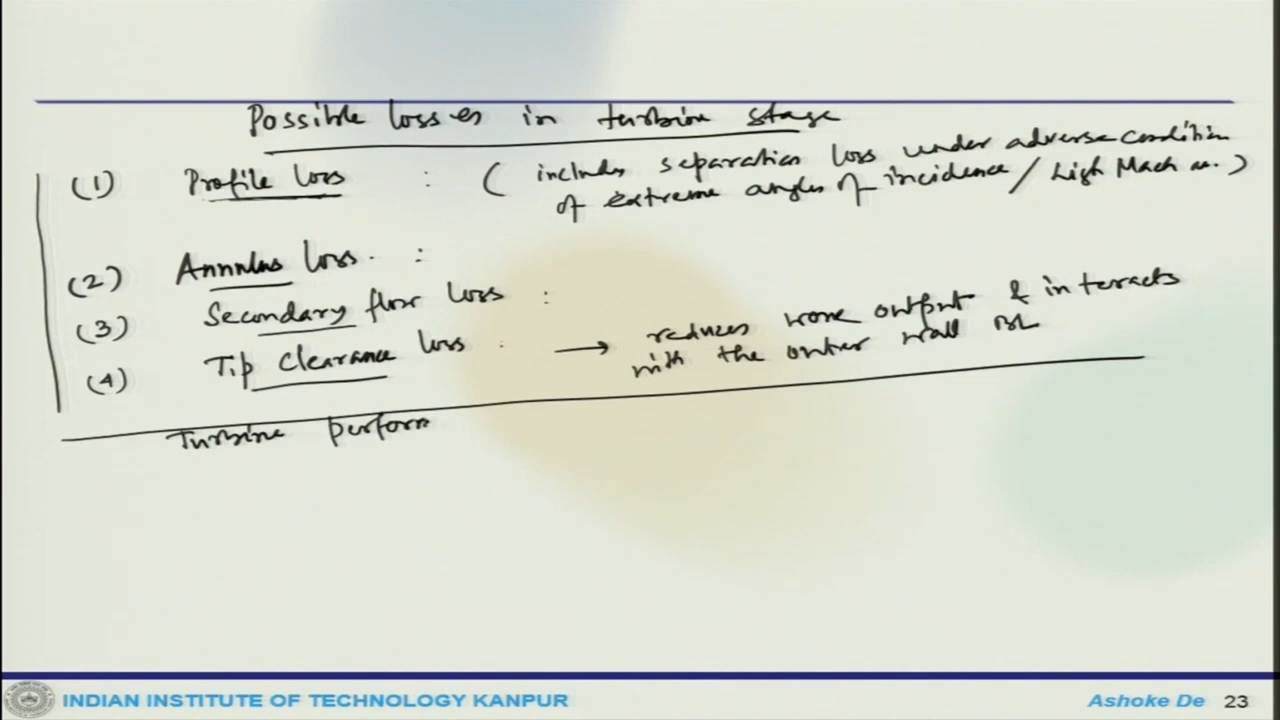 Possible losses in turbine stage
(1) Profile loss : ( includes separation loss under adverse condition
of extreme angles of incidence / high Mach no. )
(2) Annulus loss. :
(3) Secondary flow loss :
(4) Tip clearance loss : → reduces work output & interacts
with the outer wall BL
Turbine perform
INDIAN INSTITUTE OF TECHNOLOGY KANPUR
Ashoke De 23